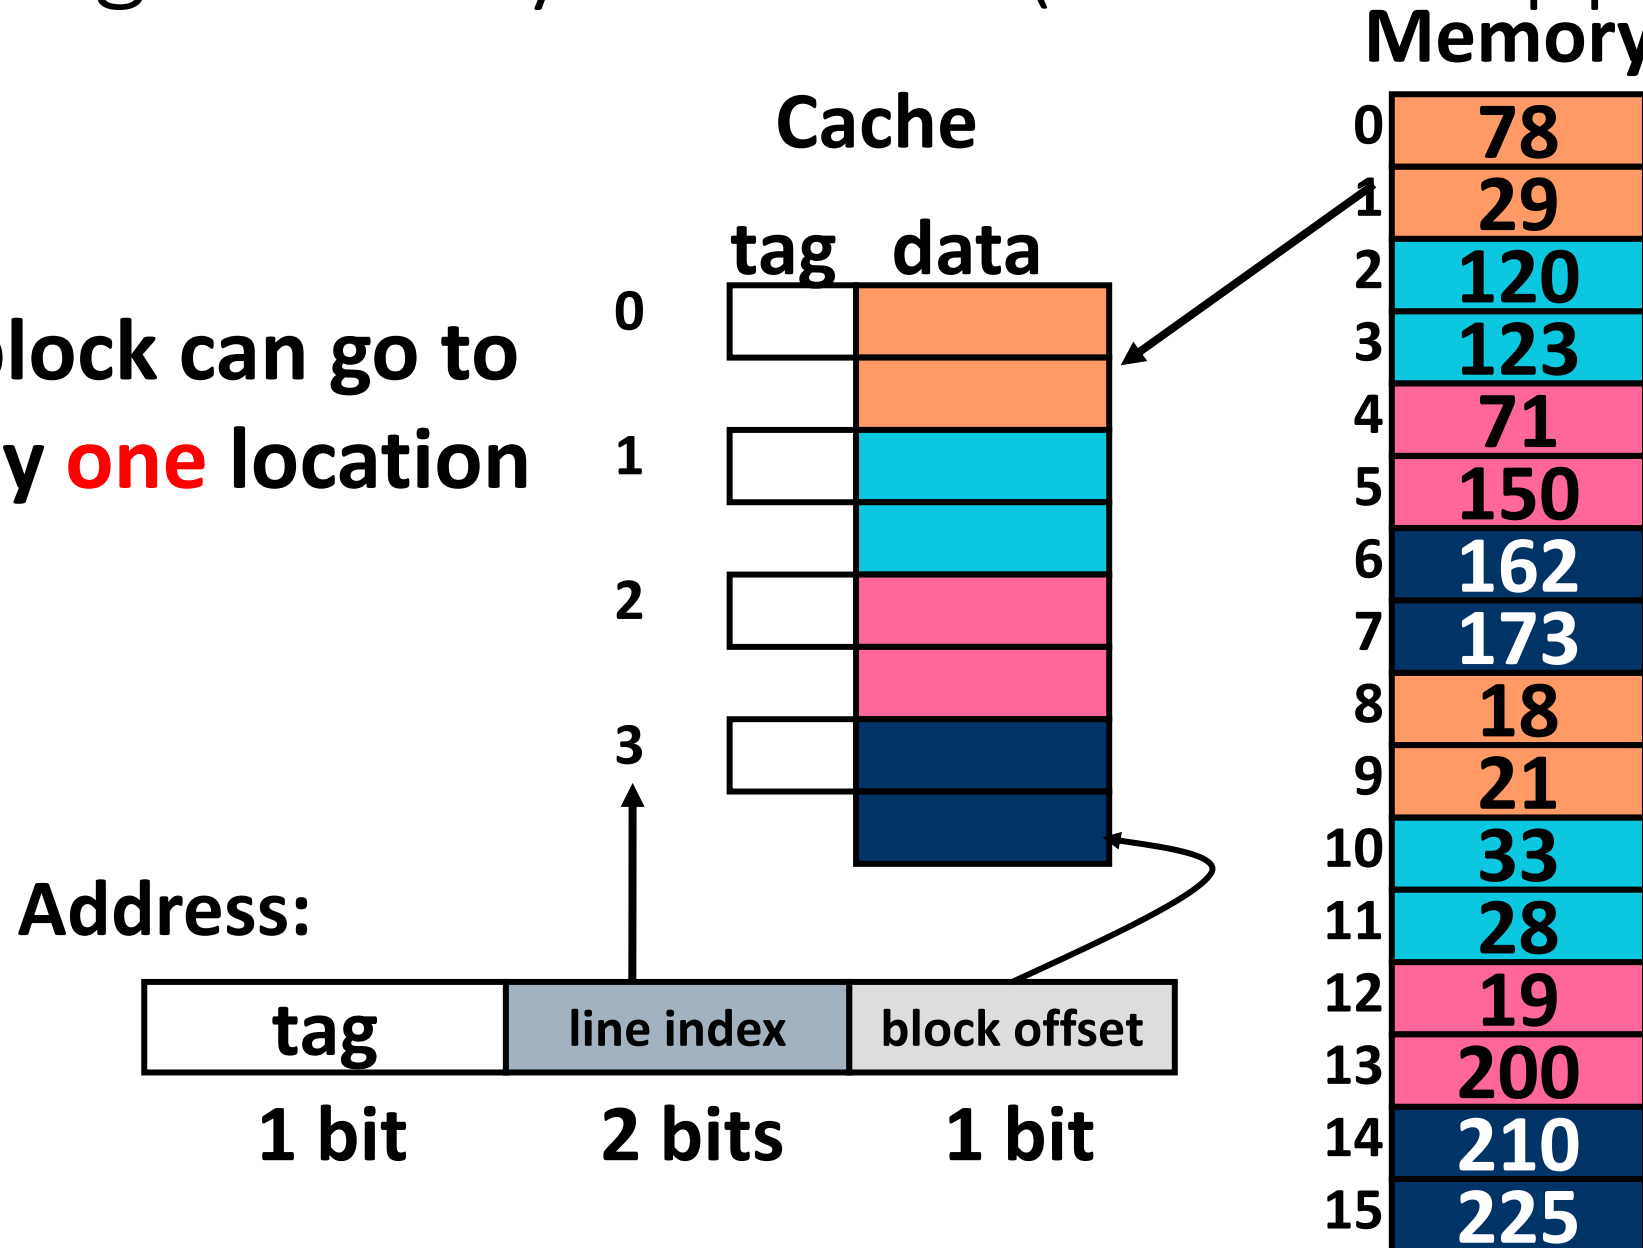 Memory
Cache
tag data
0
1
2
3
block can go to
one location
Address:
tag line index block offset
1 bit 2 bits 1 bit
0 78
1 29
2 120
3 123
4 71
5 150
6 162
7 173
8 18
9 21
10 33
11 28
12 19
13 200
14 210
15 225